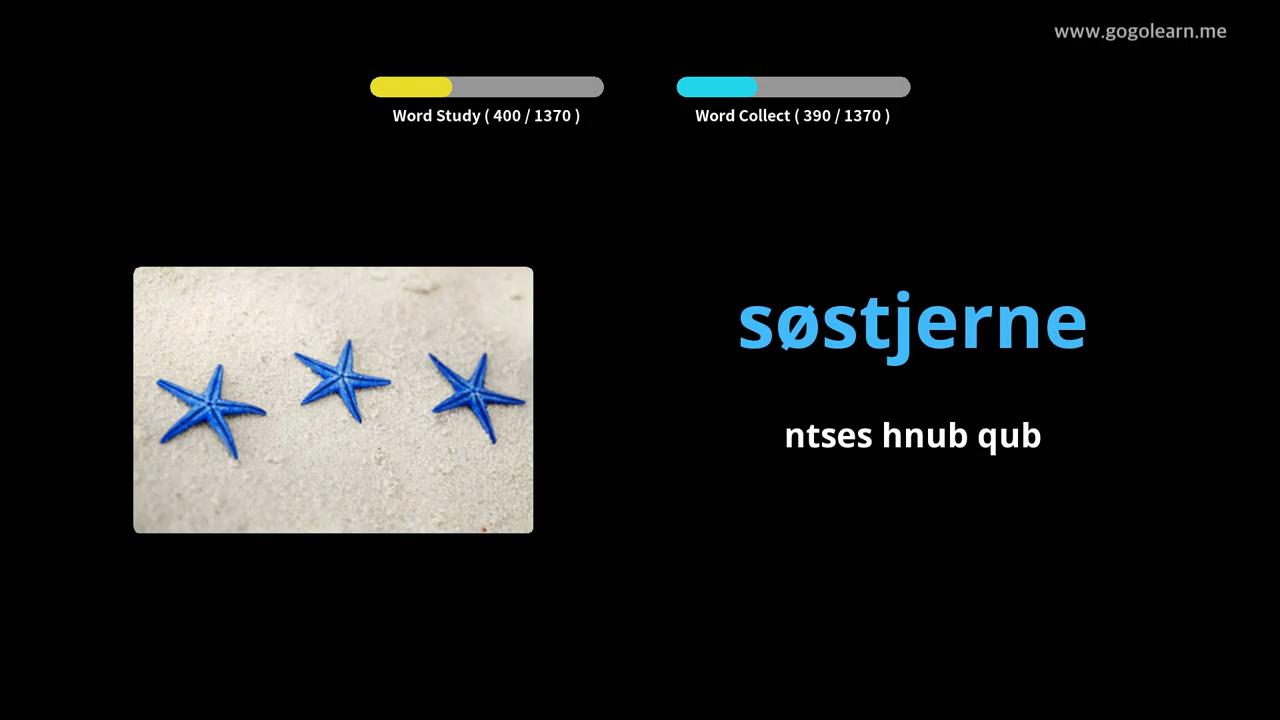 www.gogolearn.me
Word Study ( 400 / 1370 )
Word Collect ( 390 / 1370 )
søstjerne
ntses hnub qub